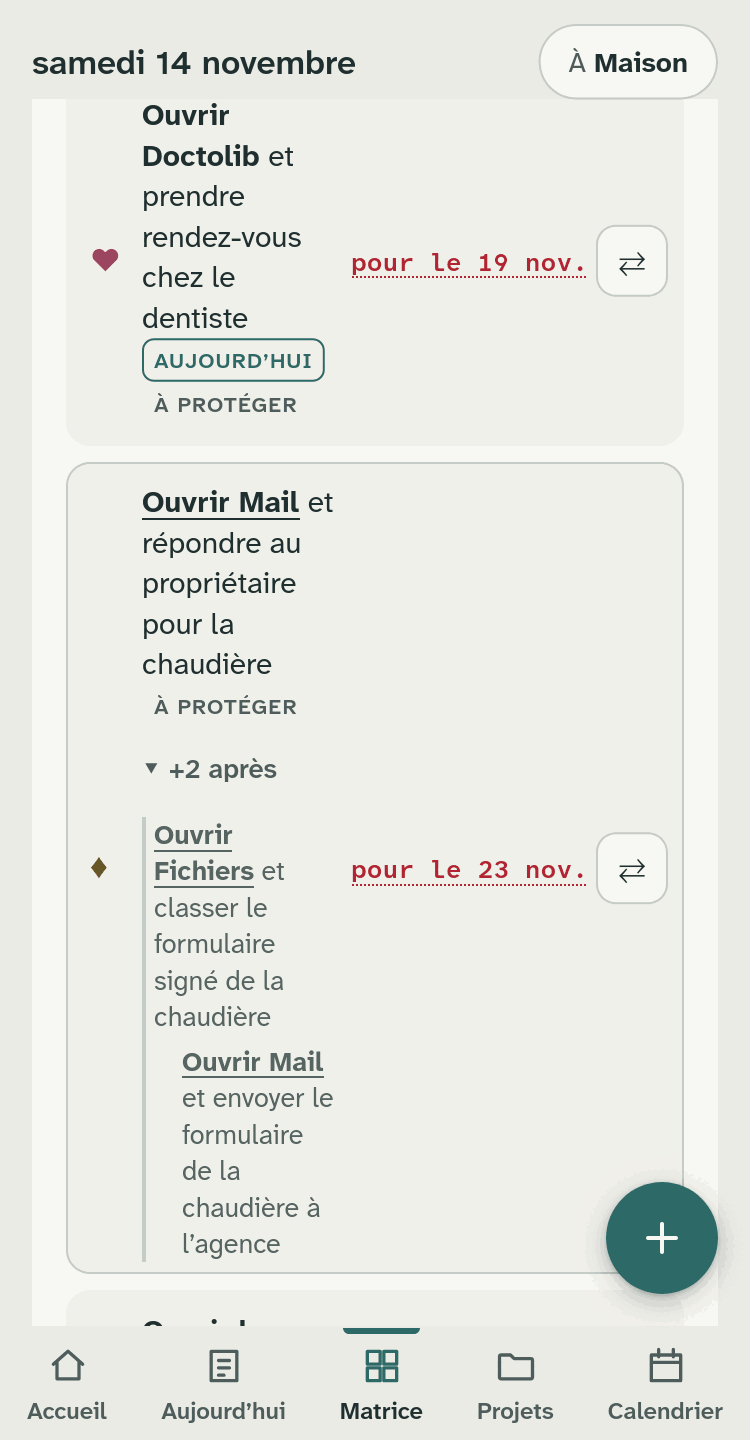 samedi 14 novembre
À Maison
Ouvrir
Doctolib et
prendre
rendez-vous
chez le
dentiste
pour le 19 nov.
AUJOURD’HUI
À PROTÉGER
Ouvrir Mail et
répondre au
propriétaire
pour la
chaudière
À PROTÉGER
+2 après
Ouvrir
Fichiers et
classer le
formulaire
signé de la
chaudière
pour le 23 nov.
Ouvrir Mail
et envoyer le
formulaire
de la
chaudière à
l’agence
Accueil
Aujourd’hui
Matrice
Projets
Calendrier